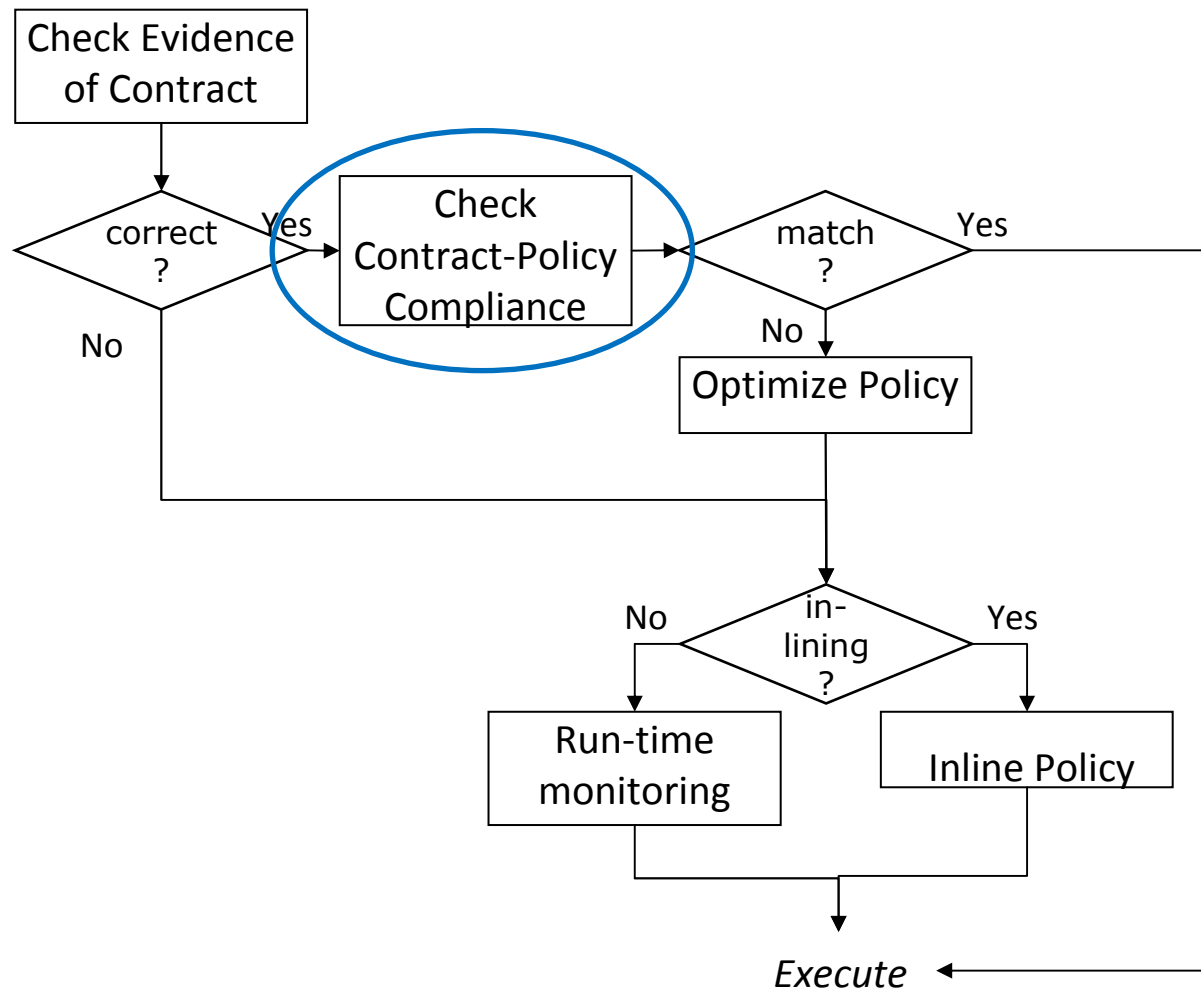 Check Evidence
of Contract
correct
?
Yes
Check
Contract-Policy
Compliance
match
?
Yes
No
No
Optimize Policy
in-
lining
?
No
Yes
Run-time
monitoring
Inline Policy
Execute